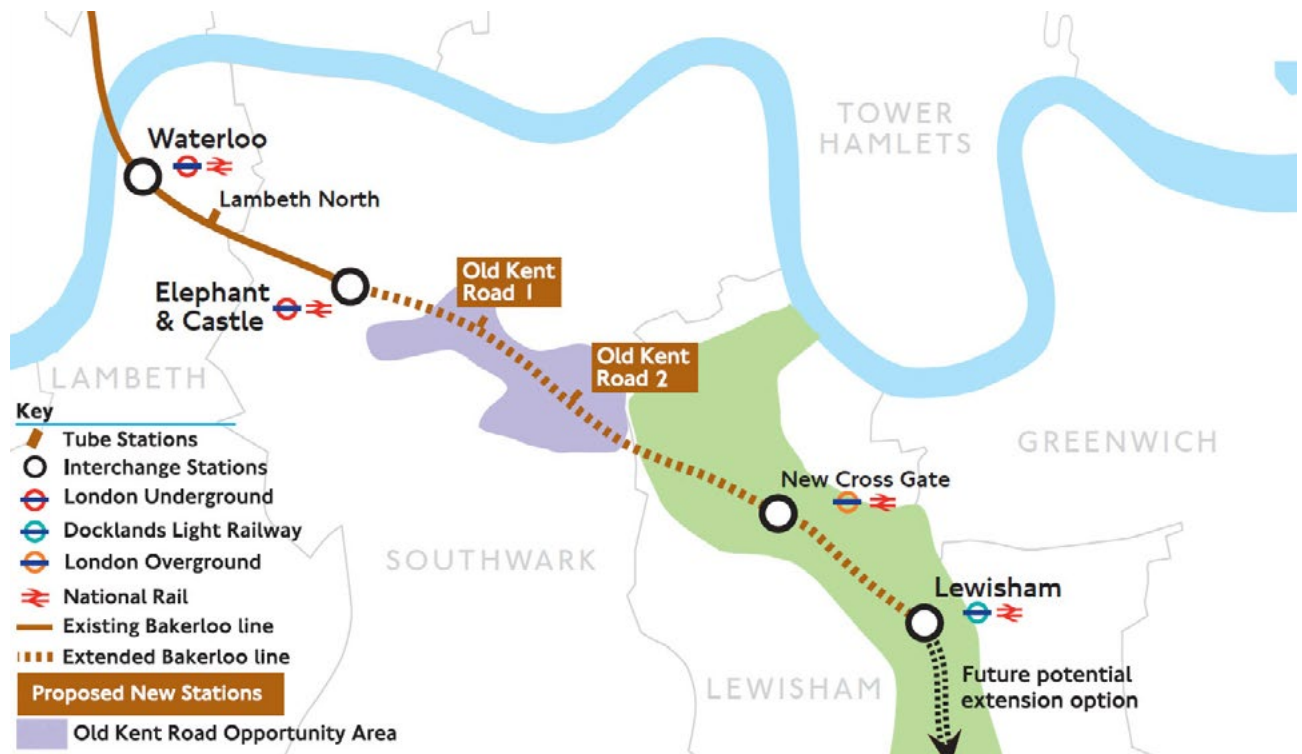 TOWER
HAMLETS
Waterloo
Lambeth North
Old Kent
Road 1
Elephant
& Castle
Old Kent
Road 2
LAMBETH
GREENWICH
New Cross Gate
SOUTHWARK
Lewisham
LEWISHAM
Future potential
extension option
Key
Tube Stations
Interchange Stations
London Underground
Docklands Light Railway
London Overground
National Rail
Existing Bakerloo line
Extended Bakerloo line
Proposed New Stations
Old Kent Road Opportunity Area